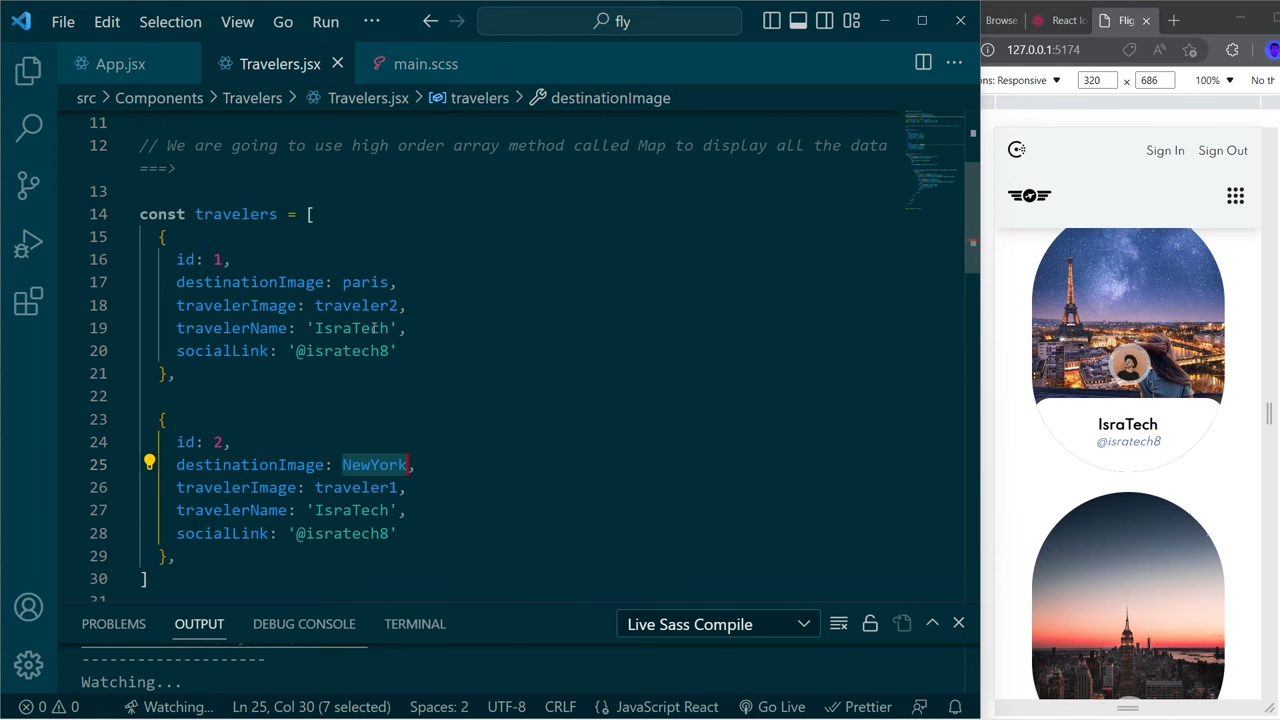 File Edit Selection View Go Run ··· fly
App.jsx Travelers.jsx main.scss
src > Components > Travelers > Travelers.jsx > travelers > destinationImage
11
12 // We are going to use high order array method called Map to display all the data
===>
13
14 const travelers = [
15 {
16 id: 1,
17 destinationImage: paris,
18 travelerImage: traveler2,
19 travelerName: 'IsraTech',
20 socialLink: '@isratech8'
21 },
22
23 {
24 id: 2,
25 destinationImage: NewYork,
26 travelerImage: traveler1,
27 travelerName: 'IsraTech',
28 socialLink: '@isratech8'
29 },
30 ]
31
PROBLEMS OUTPUT DEBUG CONSOLE TERMINAL Live Sass Compile
--------------------
Watching...
0 0 Watching... Ln 25, Col 30 (7 selected) Spaces: 2 UTF-8 CRLF JavaScript React Go Live Prettier
Browse React Ic Flig
127.0.0.1:5174
ons: Responsive 320 × 686 100% No th
Sign In Sign Out
IsraTech
@isratech8